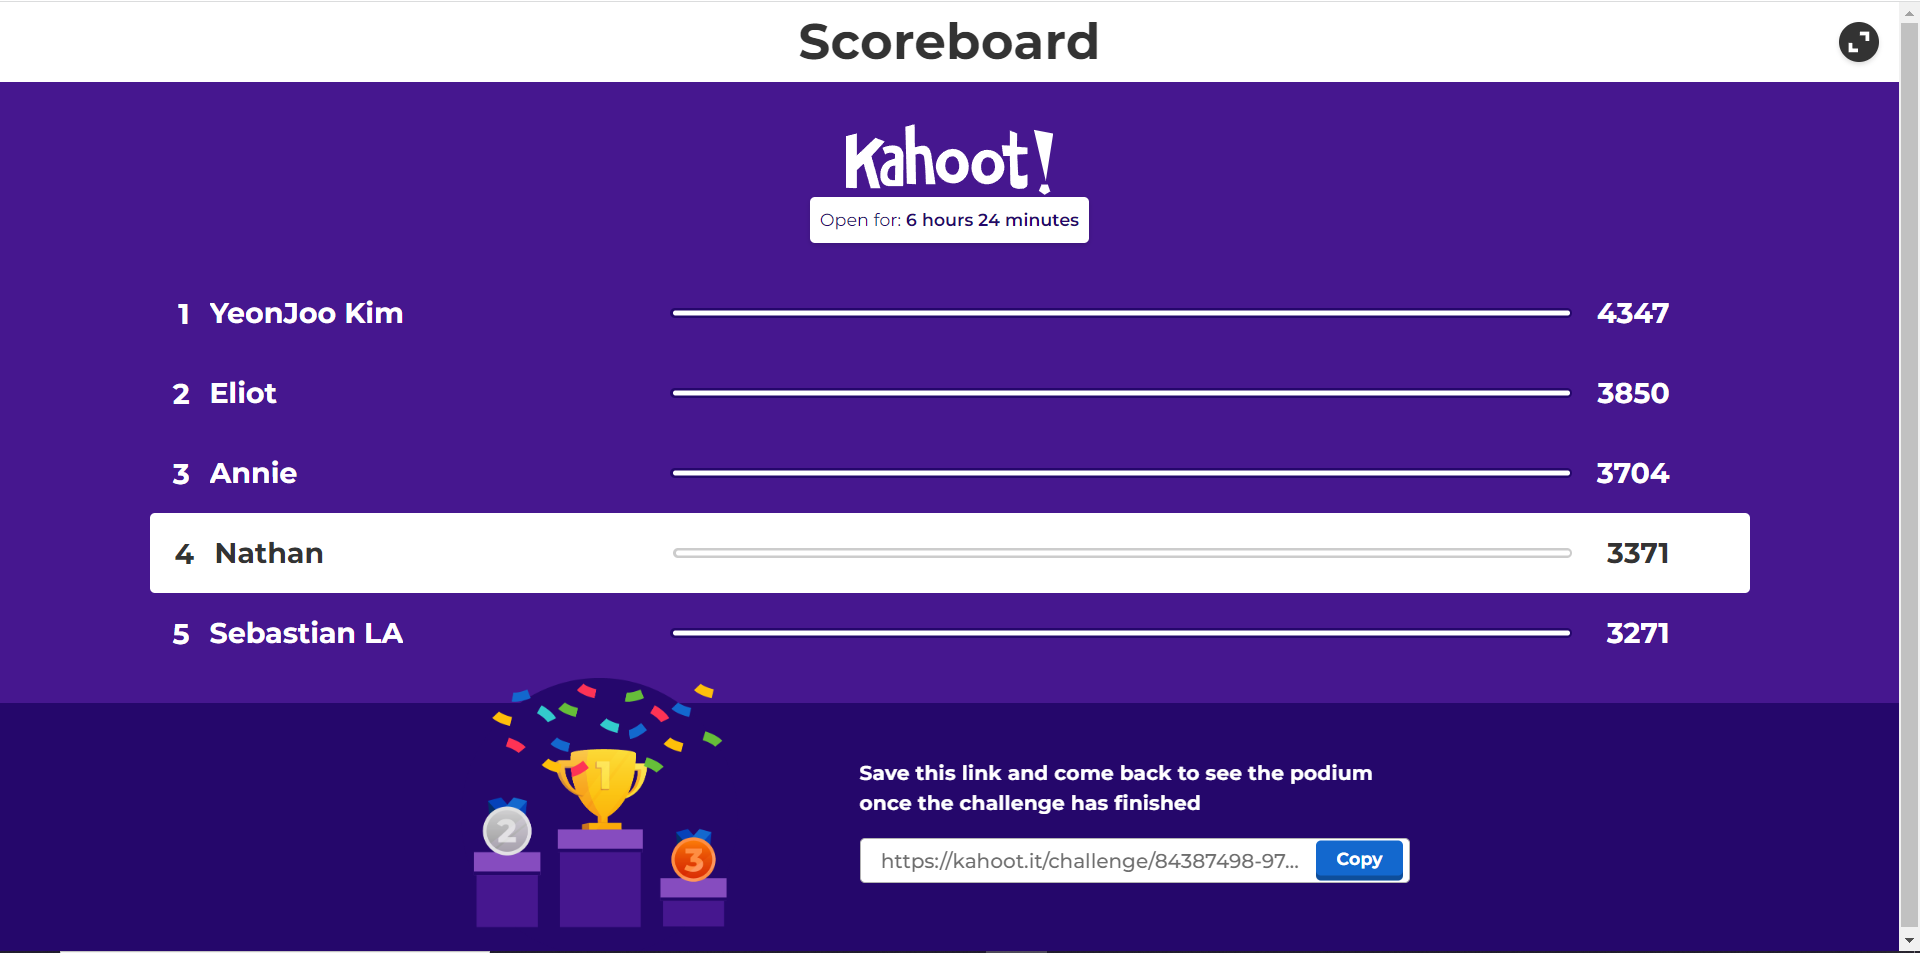 Scoreboard
Kahoot!
Open for: 6 hours 24 minutes
1 YeonJoo Kim 4347
2 Eliot 3850
3 Annie 3704
4 Nathan 3371
5 Sebastian LA 3271
1
2
3
Save this link and come back to see the podium
once the challenge has finished
https://kahoot.it/challenge/84387498-97... Copy